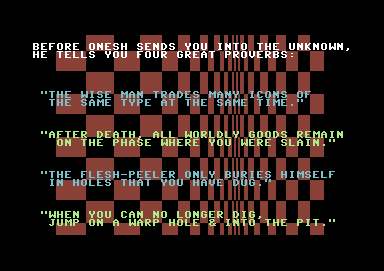 BEFORE ONESH SENDS YOU INTO THE UNKNOWN,
HE TELLS YOU FOUR GREAT PROVERBS:
"THE WISE MAN TRADES MANY ICONS OF
THE SAME TYPE AT THE SAME TIME."
"AFTER DEATH, ALL WORLDLY GOODS REMAIN
ON THE PHASE WHERE YOU WERE SLAIN."
"THE FLESH-PEELER ONLY BURIES HIMSELF
IN HOLES THAT YOU HAVE DUG."
"WHEN YOU CAN NO LONGER DIG,
JUMP ON A WARP HOLE & INTO THE PIT."